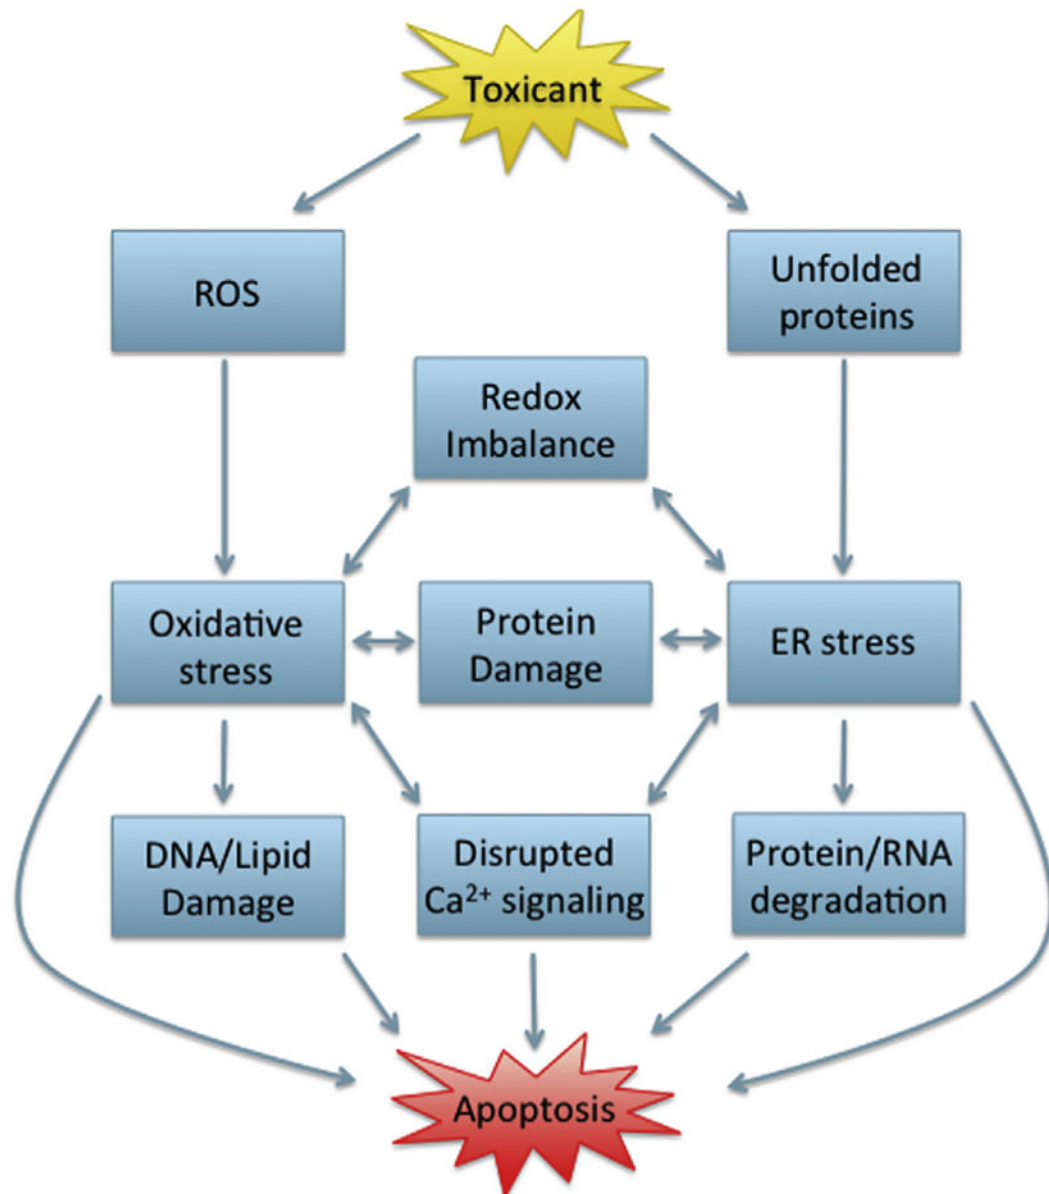 Toxicant
ROS
Unfolded
proteins
Redox
Imbalance
Oxidative
stress
Protein
Damage
ER stress
DNA/Lipid
Damage
Disrupted
Ca²⁺ signaling
Protein/RNA
degradation
Apoptosis